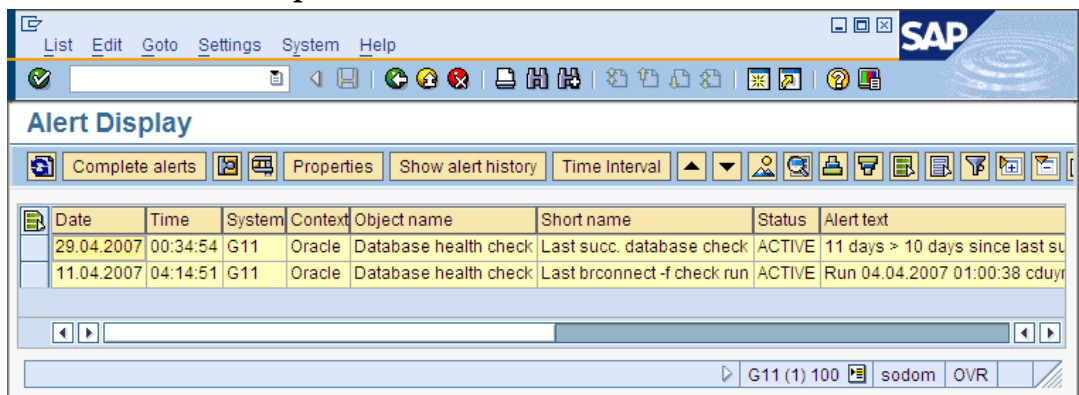 List Edit Goto Settings System Help
SAP
Alert Display
Complete alerts Properties Show alert history Time Interval
Date Time System Context Object name Short name Status Alert text
29.04.2007 00:34:54 G11 Oracle Database health check Last succ. database check ACTIVE 11 days > 10 days since last su
11.04.2007 04:14:51 G11 Oracle Database health check Last brconnect -f check run ACTIVE Run 04.04.2007 01:00:38 cduyr
G11 (1) 100 sodom OVR